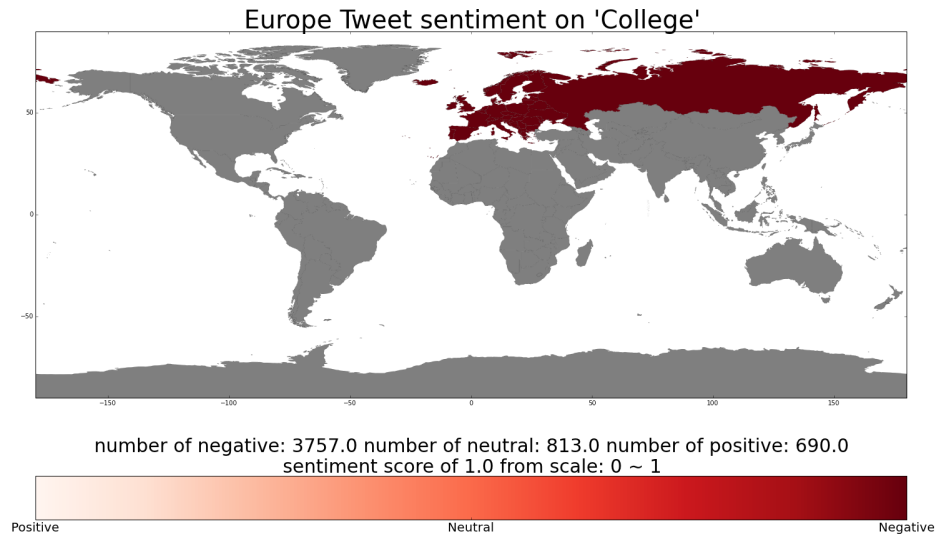 Europe Tweet sentiment on 'College'
50
0
−50
−150 −100 −50 0 50 100 150
number of negative: 3757.0 number of neutral: 813.0 number of positive: 690.0
sentiment score of 1.0 from scale: 0 ~ 1
Positive Neutral Negative